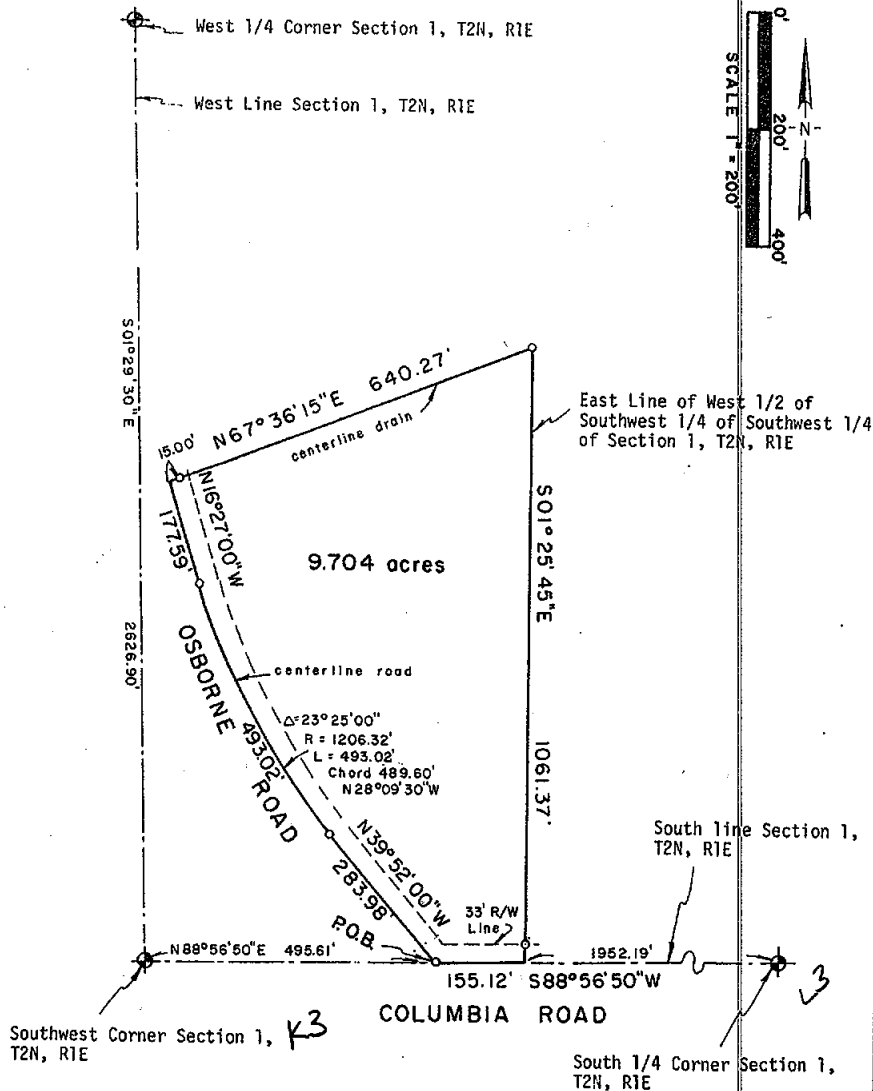 West 1/4 Corner Section 1, T2N, R1E
West Line Section 1, T2N, R1E
0'
200'
400'
SCALE 1" = 200'
-N-
S01°29'30"E
2626.90'
N67°36'15"E 640.27'
centerline drain
15.00'
East Line of West 1/2 of
Southwest 1/4 of Southwest 1/4
of Section 1, T2N, R1E
N16°27'00"W
177.59'
9.704 acres
S01°25'45"E
1061.37'
OSBORNE ROAD
centerline road
493.02'
Δ=23°25'00"
R = 1206.32'
L = 493.02'
Chord 489.60'
N28°09'30"W
N39°52'00"W
283.98'
South line Section 1,
T2N, R1E
33' R/W
Line
P.O.B.
N88°56'50"E 495.61'
1952.19'
155.12' S88°56'50"W
COLUMBIA ROAD
Southwest Corner Section 1,
T2N, R1E
K3
L3
South 1/4 Corner Section 1,
T2N, R1E